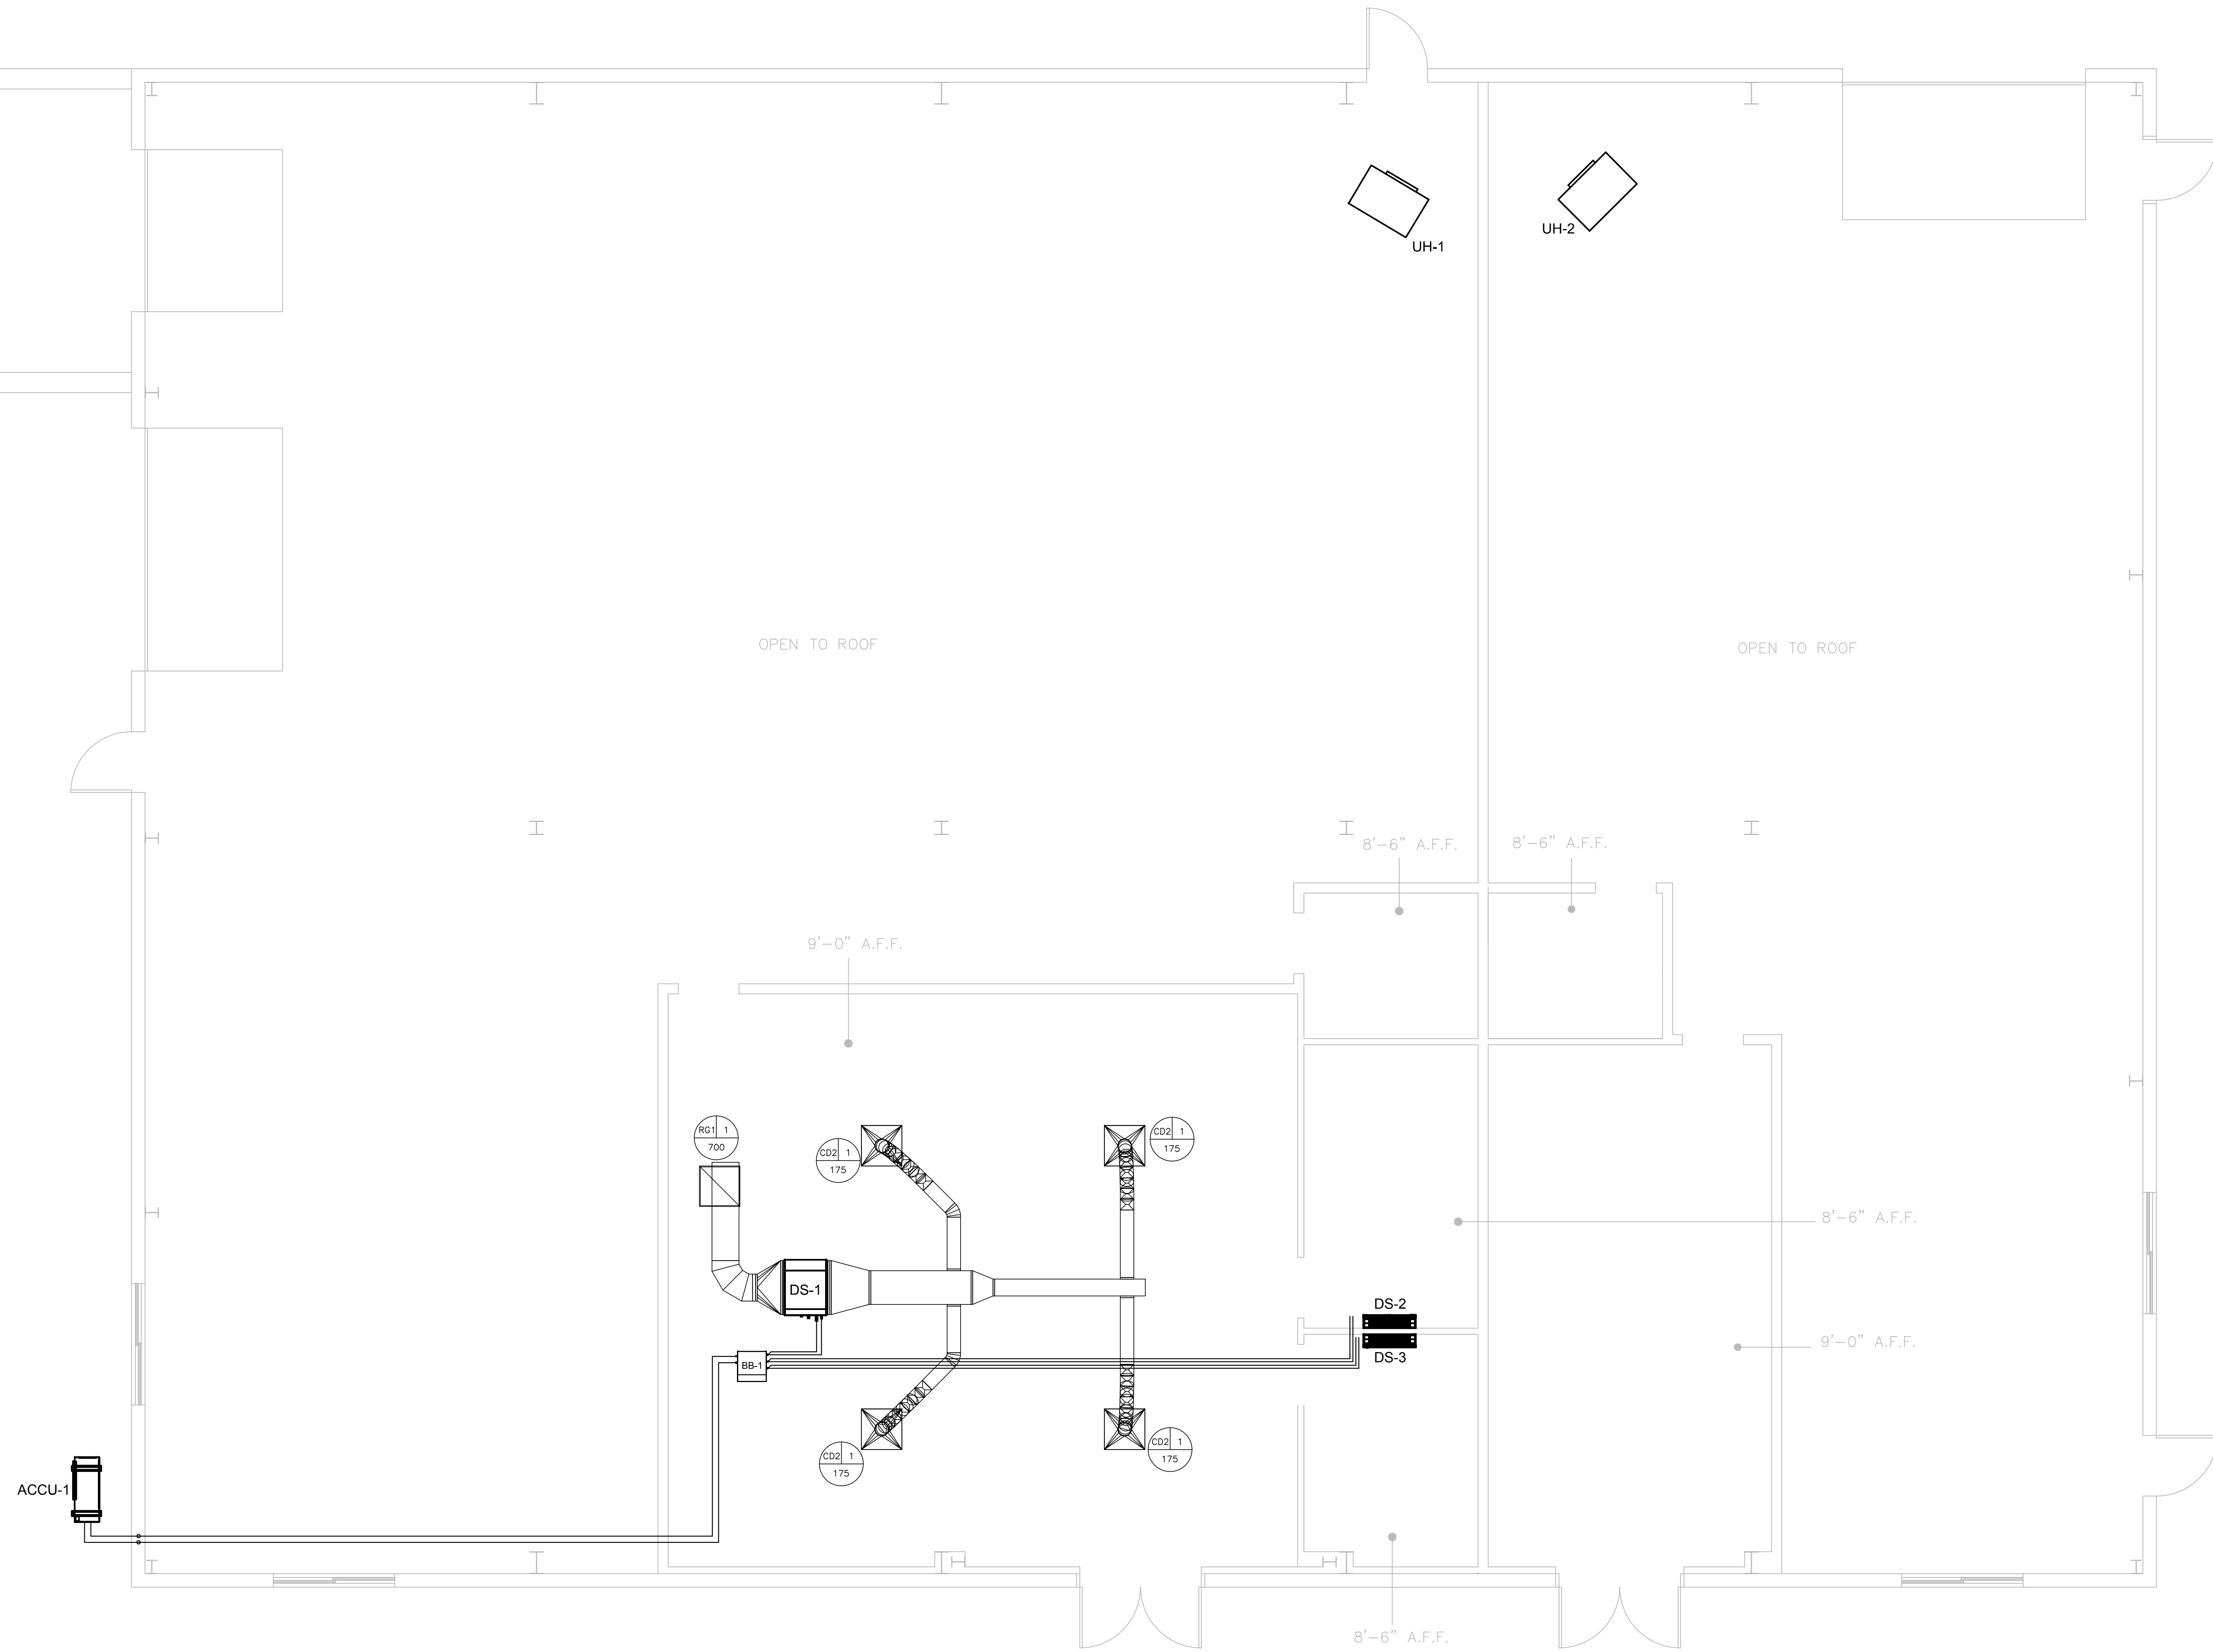 UH-1
UH-2
OPEN TO ROOF
OPEN TO ROOF
8'-6" A.F.F.
8'-6" A.F.F.
9'-0" A.F.F.
RG1 1
700
CD2 1
175
CD2 1
175
8'-6" A.F.F.
DS-1
DS-2
DS-3
BB-1
9'-0" A.F.F.
CD2 1
175
CD2 1
175
ACCU-1
8'-6" A.F.F.